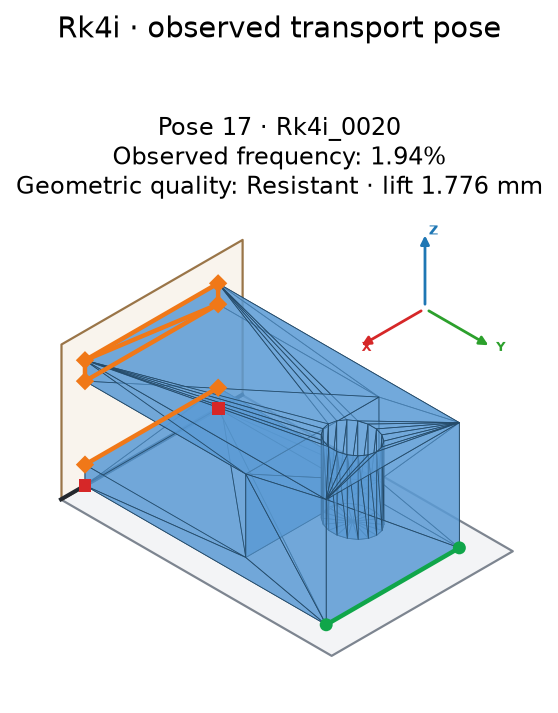 Rk4i · observed transport pose
Pose 17 · Rk4i_0020
Observed frequency: 1.94%
Geometric quality: Resistant · lift 1.776 mm
Z
X
Y